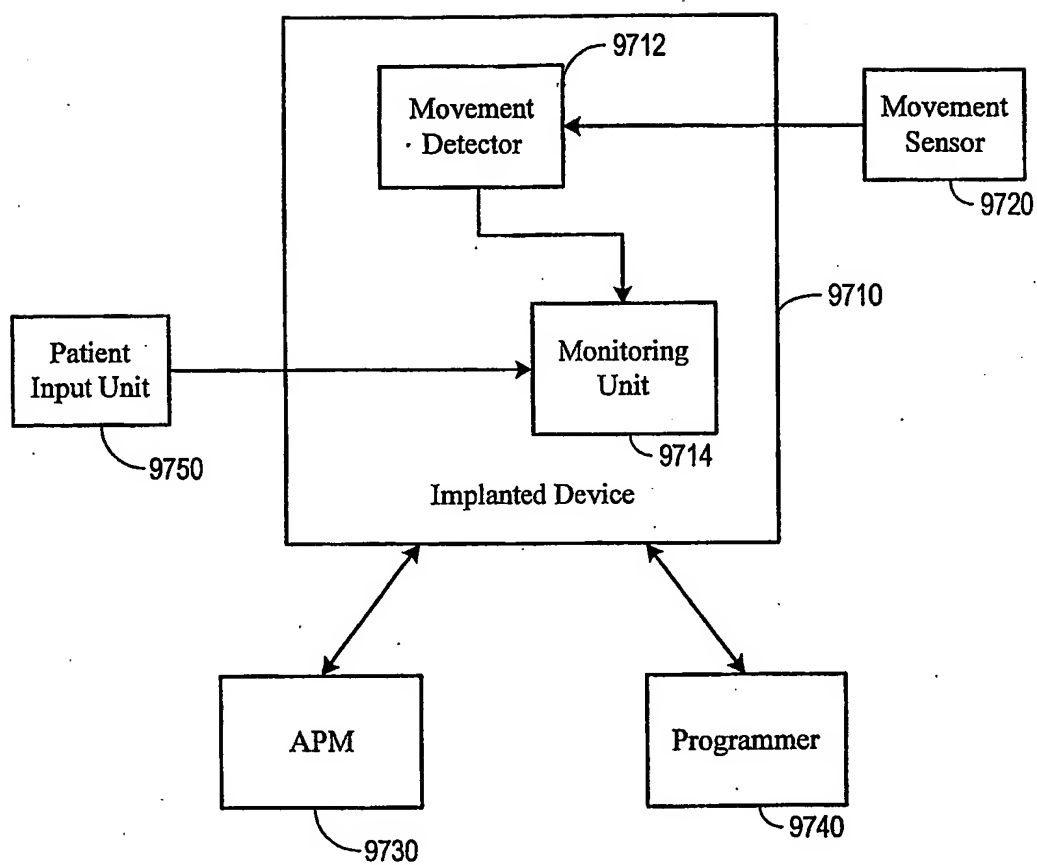 9712
Movement
Detector
Movement
Sensor
9720
9710
Patient
Input Unit
9750
Monitoring
Unit
9714
Implanted Device
APM
9730
Programmer
9740